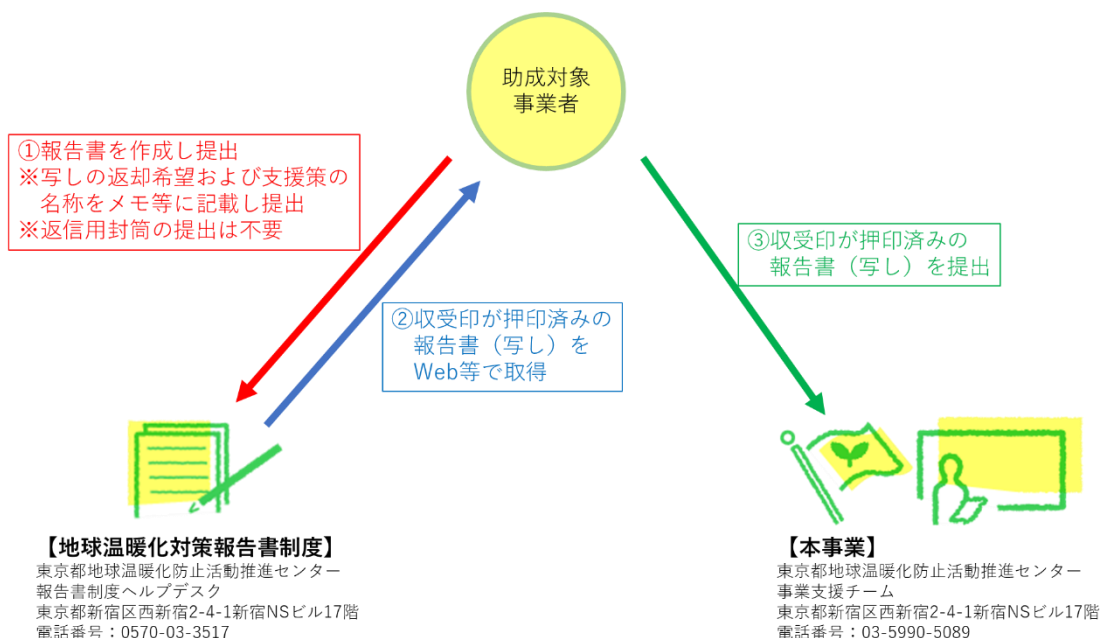 助成対象
事業者
①報告書を作成し提出
※写しの返却希望および支援策の
名称をメモ等に記載し提出
※返信用封筒の提出は不要
②収受印が押印済みの
報告書（写し）を
Web等で取得
③収受印が押印済みの
報告書（写し）を提出
【地球温暖化対策報告書制度】
東京都地球温暖化防止活動推進センター
報告書制度ヘルプデスク
東京都新宿区西新宿2-4-1新宿NSビル17階
電話番号：0570-03-3517
【本事業】
東京都地球温暖化防止活動推進センター
事業支援チーム
東京都新宿区西新宿2-4-1新宿NSビル17階
電話番号：03-5990-5089